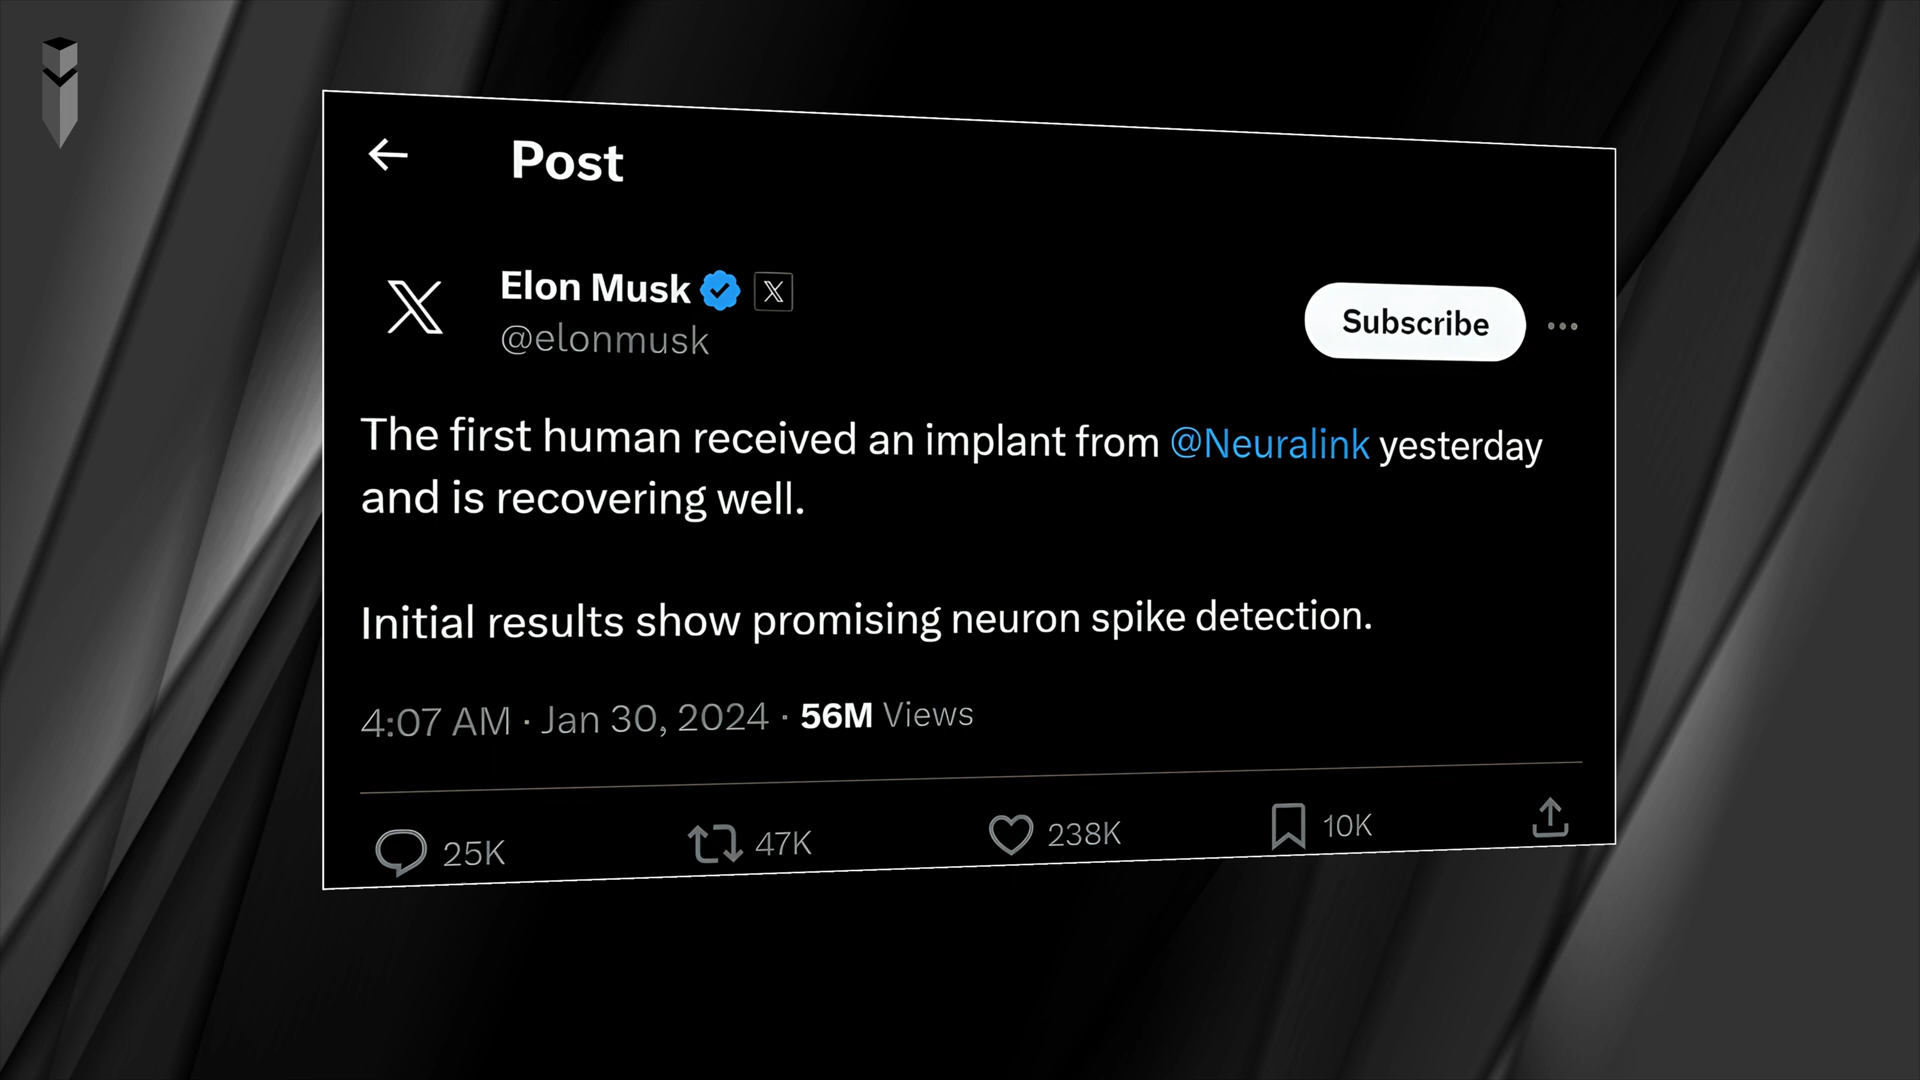 Post
Elon Musk
@elonmusk
Subscribe
The first human received an implant from @Neuralink yesterday
and is recovering well.
Initial results show promising neuron spike detection.
4:07 AM · Jan 30, 2024 · 56M Views
25K 47K 238K 10K